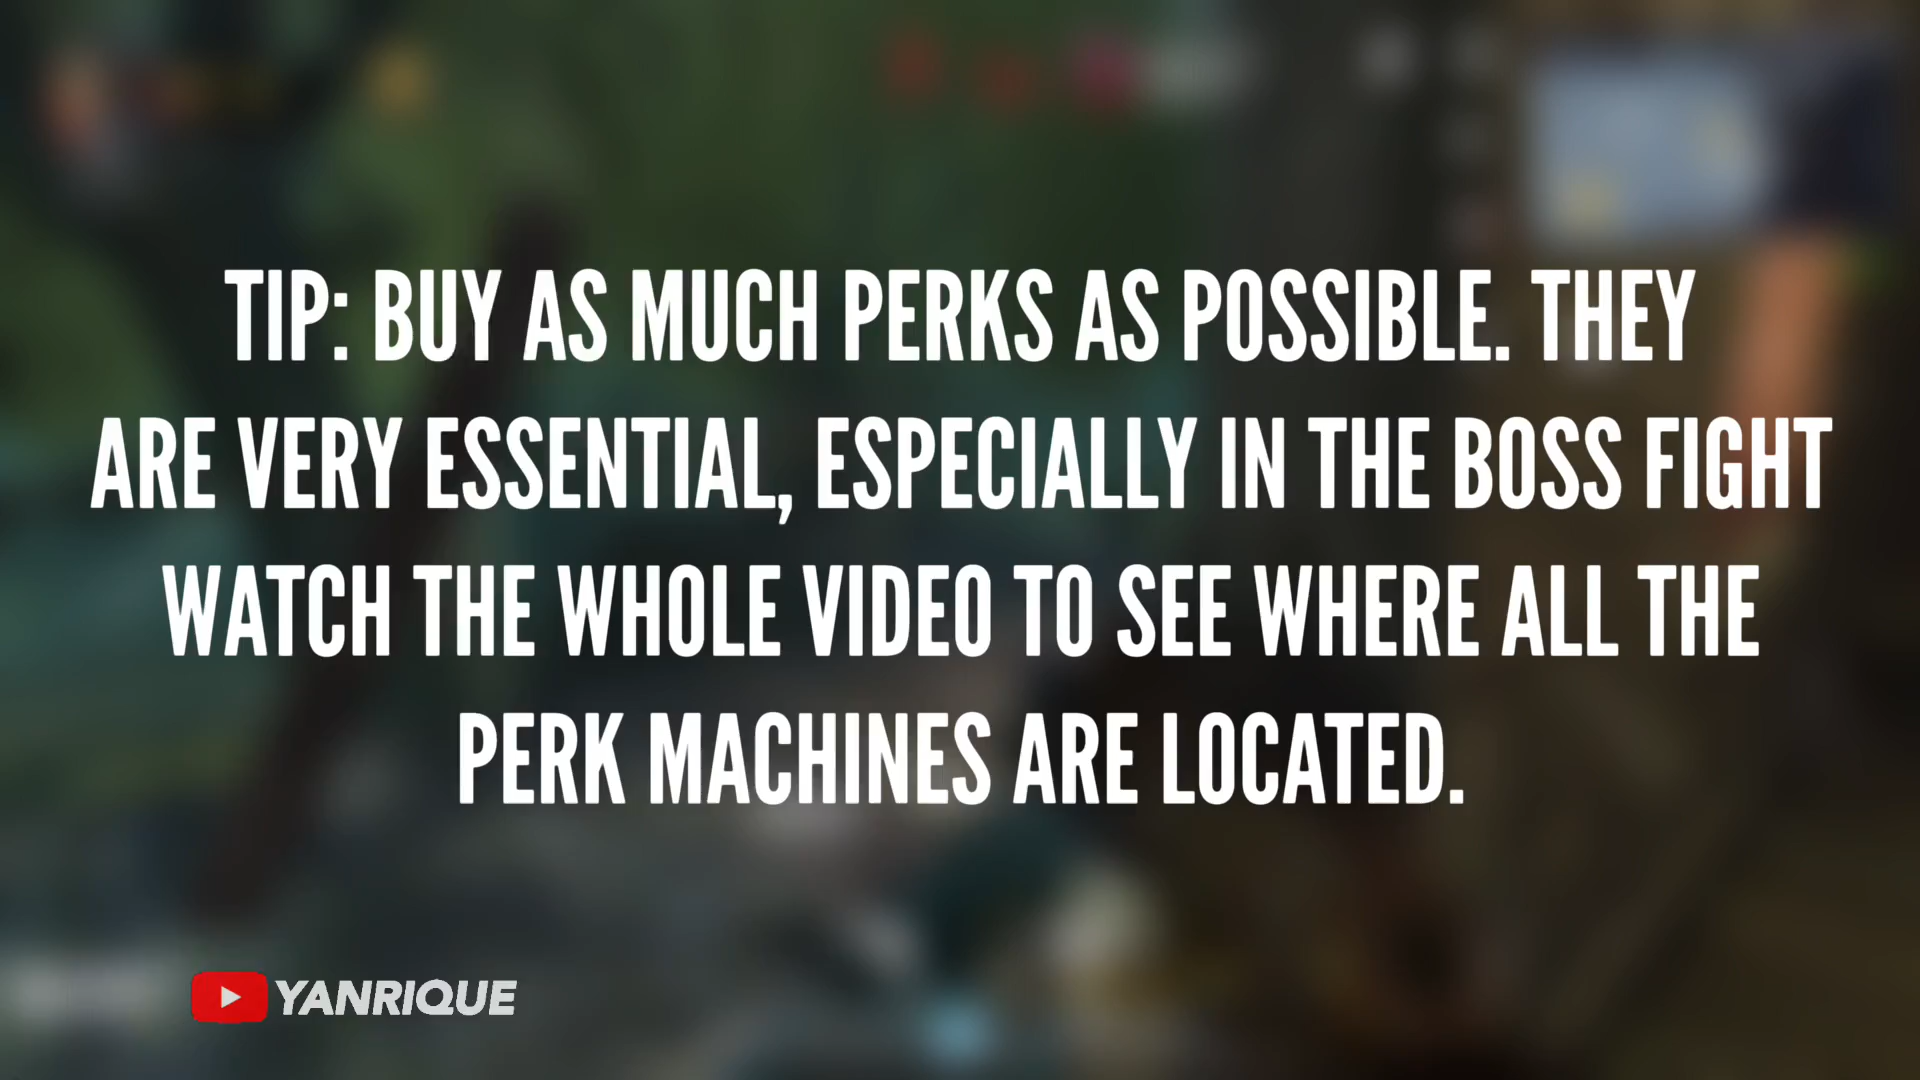 TIP: BUY AS MUCH PERKS AS POSSIBLE. THEY
ARE VERY ESSENTIAL, ESPECIALLY IN THE BOSS FIGHT
WATCH THE WHOLE VIDEO TO SEE WHERE ALL THE
PERK MACHINES ARE LOCATED.
YANRIQUE